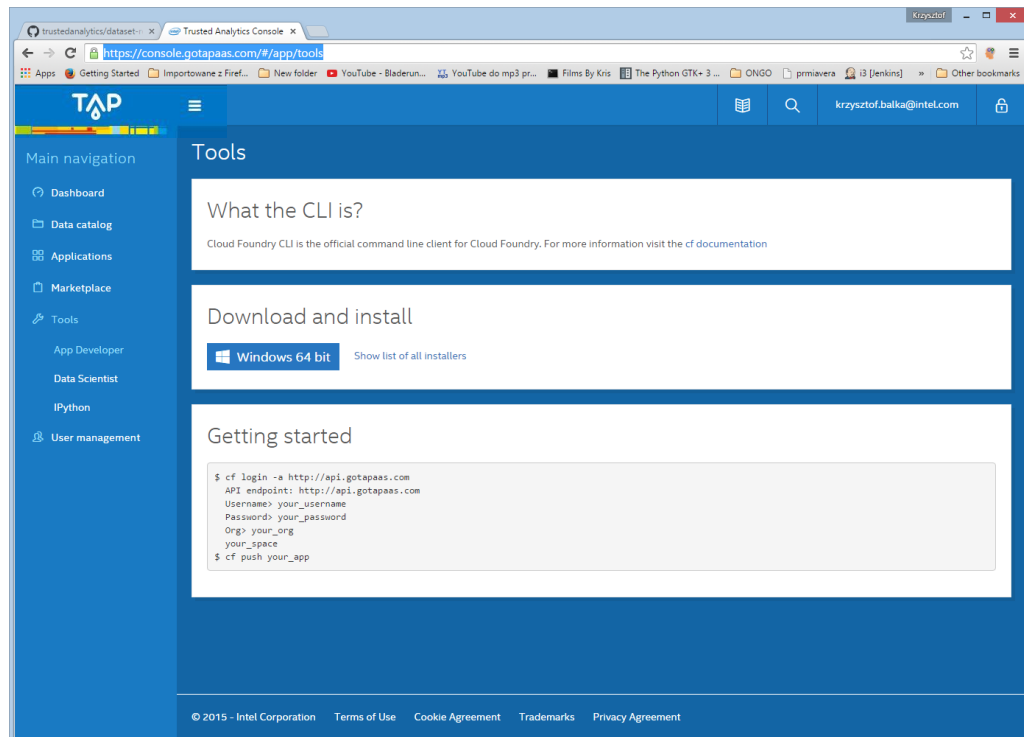 Krzysztof
trustedanalytics/dataset-r
Trusted Analytics Console
https://console.gotapaas.com/#/app/tools
Apps Getting Started Importowane z Firef... New folder YouTube - Bladerun... YouTube do mp3 pr... Films By Kris The Python GTK+ 3 ... ONGO prmiavera i3 [Jenkins] » Other bookmarks
TAP
krzysztof.balka@intel.com
Main navigation
Dashboard
Data catalog
Applications
Marketplace
Tools
App Developer
Data Scientist
IPython
User management
Tools
What the CLI is?
Cloud Foundry CLI is the official command line client for Cloud Foundry. For more information visit the cf documentation
Download and install
Windows 64 bit Show list of all installers
Getting started
$ cf login -a http://api.gotapaas.com
API endpoint: http://api.gotapaas.com
Username> your_username
Password> your_password
Org> your_org
your_space
$ cf push your_app
© 2015 - Intel Corporation Terms of Use Cookie Agreement Trademarks Privacy Agreement